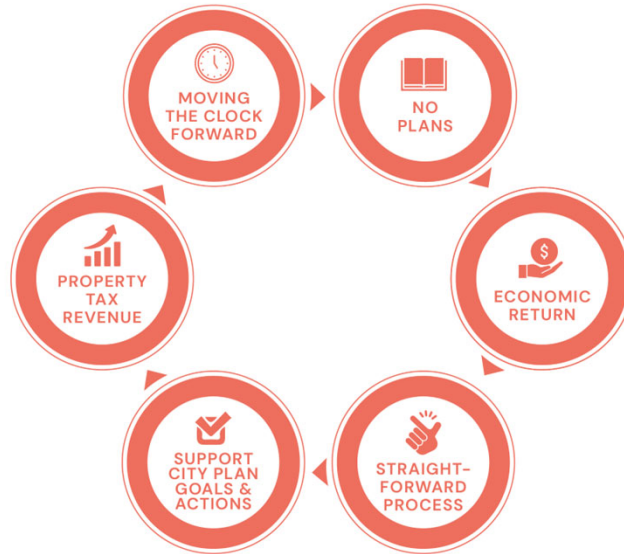 MOVING
THE CLOCK
FORWARD
NO
PLANS
$
ECONOMIC
RETURN
STRAIGHT-
FORWARD
PROCESS
SUPPORT
CITY PLAN
GOALS &
ACTIONS
PROPERTY
TAX
REVENUE